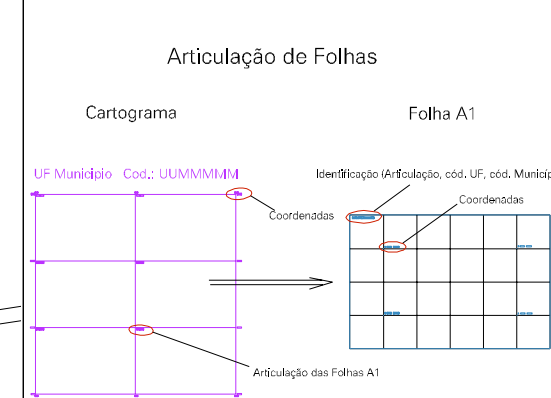 Articulação de Folhas
Cartograma
Folha A1
UF Municipio Cod.: UUMMMMM
Identificação (Articulação, cód. UF, cód. Municíp
Coordenadas
Coordenadas
Articulação das Folhas A1